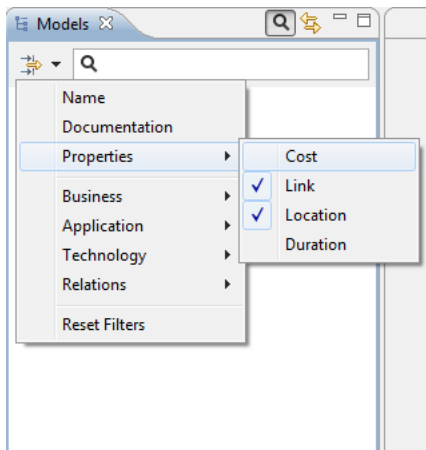 Models
Name
Documentation
Properties
Business
Application
Technology
Relations
Reset Filters
Cost
Link
Location
Duration